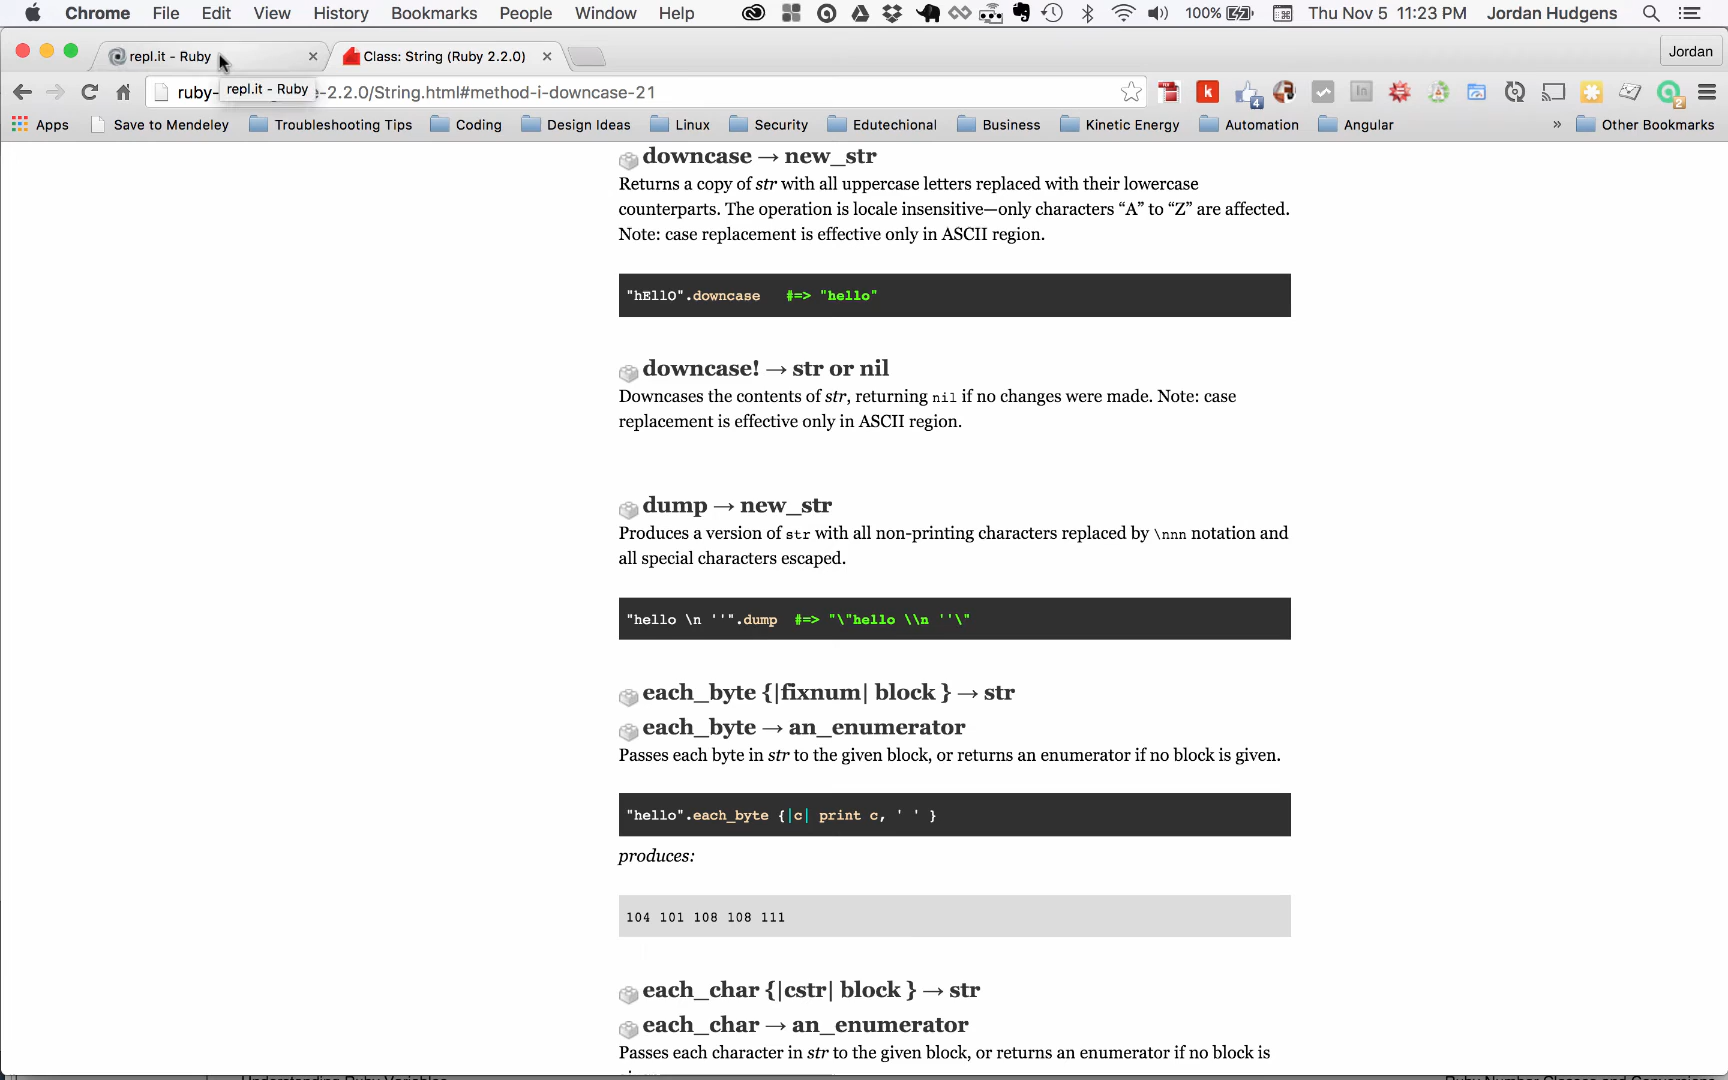 Chrome File Edit View History Bookmarks People Window Help 100% Thu Nov 5 11:23 PM Jordan Hudgens
repl.it - Ruby Class: String (Ruby 2.2.0) Jordan
ruby- e-2.2.0/String.html#method-i-downcase-21
repl.it - Ruby
Apps Save to Mendeley Troubleshooting Tips Coding Design Ideas Linux Security Edutechional Business Kinetic Energy Automation Angular » Other Bookmarks
downcase → new_str
Returns a copy of str with all uppercase letters replaced with their lowercase
counterparts. The operation is locale insensitive—only characters “A” to “Z” are affected.
Note: case replacement is effective only in ASCII region.
"hEllO".downcase #=> "hello"
downcase! → str or nil
Downcases the contents of str, returning nil if no changes were made. Note: case
replacement is effective only in ASCII region.
dump → new_str
Produces a version of str with all non-printing characters replaced by \nnn notation and
all special characters escaped.
"hello \n ''".dump #=> "\"hello \\n ''\"
each_byte {|fixnum| block } → str
each_byte → an_enumerator
Passes each byte in str to the given block, or returns an enumerator if no block is given.
"hello".each_byte {|c| print c, ' ' }
produces:
104 101 108 108 111
each_char {|cstr| block } → str
each_char → an_enumerator
Passes each character in str to the given block, or returns an enumerator if no block is